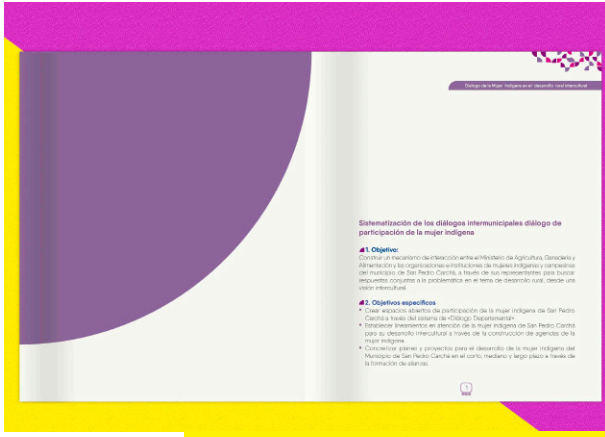 Diálogo de la Mujer Indígena en el desarrollo rural intercultural
Sistematización de los diálogos intermunicipales diálogo de
participación de la mujer indígena
1. Objetivo:
Construir un mecanismo de interacción entre el Ministerio de Agricultura, Ganadería y
Alimentación y las organizaciones e instituciones de mujeres indígenas y campesinas
del municipio de San Pedro Carchá, a través de sus representantes para buscar
respuestas conjuntas a la problemática en el tema de desarrollo rural, desde una
visión intercultural.
2. Objetivos específicos
* Crear espacios abiertos de participación de la mujer indígena de San Pedro
Carchá a través del sistema de «Diálogo Departamental»
* Establecer lineamientos en atención de la mujer indígena de San Pedro Carchá
para su desarrollo intercultural a través de la construcción de agendas de la
mujer indígena
* Concretizar planes y proyectos para el desarrollo de la mujer indígena del
Municipio de San Pedro Carchá en el corto, mediano y largo plazo a través de
la formación de alianzas.
1